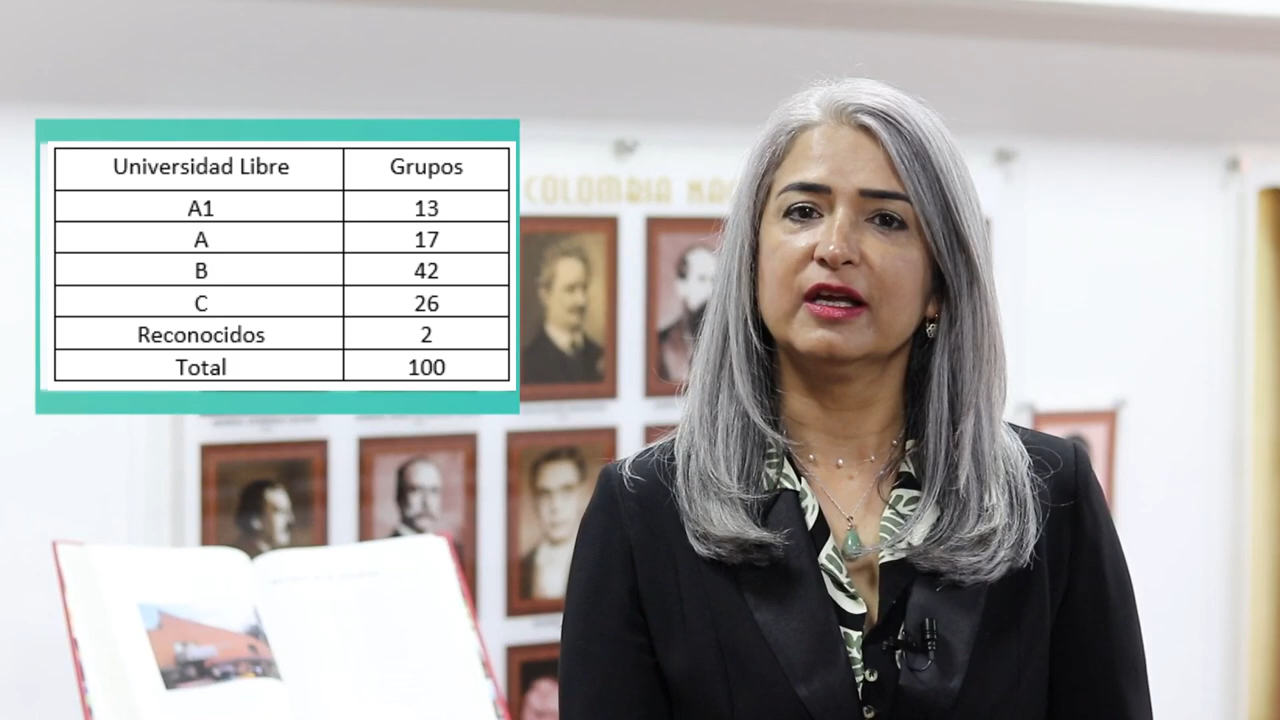 Universidad Libre Grupos
A1 13
A 17
B 42
C 26
Reconocidos 2
Total 100
COLOMBIA